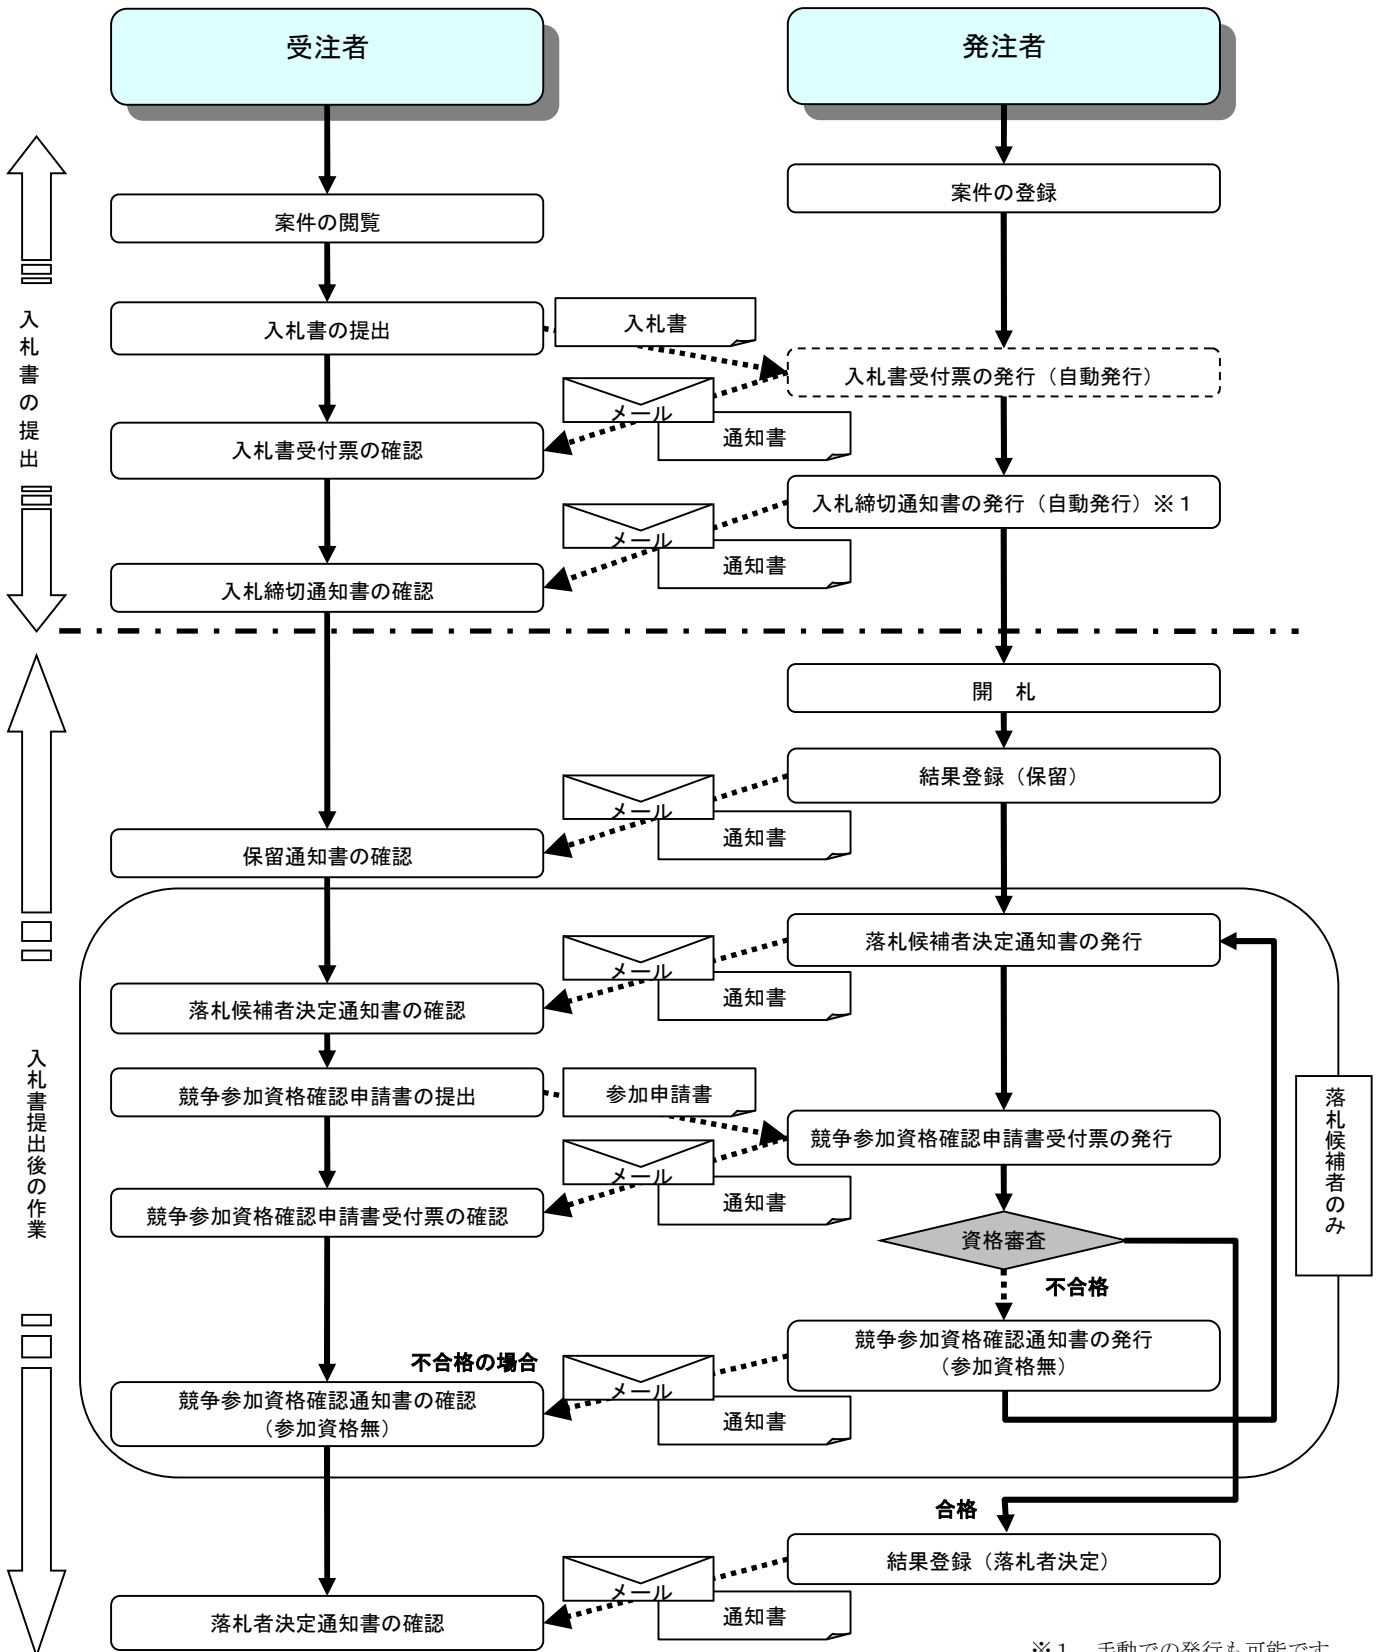 受注者
発注者
案件の登録
案件の閲覧
入札書の提出
入札書
入札書の提出
入札書受付票の発行（自動発行）
メール
通知書
入札書受付票の確認
入札締切通知書の発行（自動発行）※１
メール
通知書
入札締切通知書の確認
開　札
結果登録（保留）
メール
通知書
保留通知書の確認
落札候補者決定通知書の発行
メール
通知書
落札候補者決定通知書の確認
入札書提出後の作業
競争参加資格確認申請書の提出
参加申請書
落札候補者のみ
競争参加資格確認申請書受付票の発行
メール
通知書
競争参加資格確認申請書受付票の確認
資格審査
不合格
競争参加資格確認通知書の発行
（参加資格無）
不合格の場合
メール
通知書
競争参加資格確認通知書の確認
（参加資格無）
合格
結果登録（落札者決定）
メール
通知書
落札者決定通知書の確認
※１　手動での発行も可能です